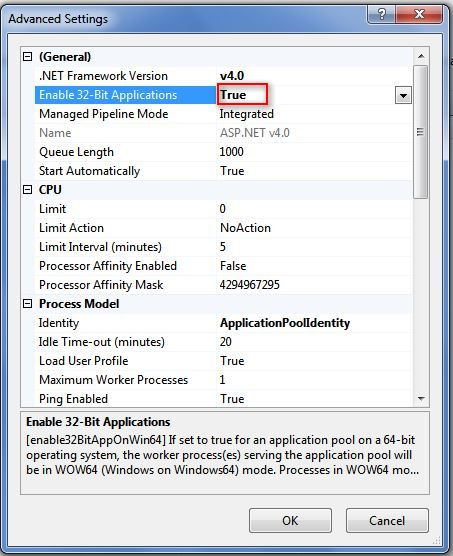 Advanced Settings
(General)
.NET Framework Version v4.0
Enable 32-Bit Applications True
Managed Pipeline Mode Integrated
Name ASP.NET v4.0
Queue Length 1000
Start Automatically True
CPU
Limit 0
Limit Action NoAction
Limit Interval (minutes) 5
Processor Affinity Enabled False
Processor Affinity Mask 4294967295
Process Model
Identity ApplicationPoolIdentity
Idle Time-out (minutes) 20
Load User Profile True
Maximum Worker Processes 1
Ping Enabled True
Enable 32-Bit Applications
[enable32BitAppOnWin64] If set to true for an application pool on a 64-bit
operating system, the worker process(es) serving the application pool will
be in WOW64 (Windows on Windows64) mode. Processes in WOW64 mo...
OK Cancel